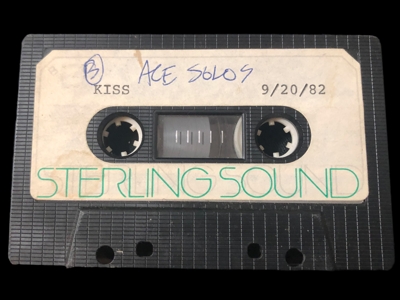 B ACE SOLOS
KISS 9/20/82
STERLING SOUND